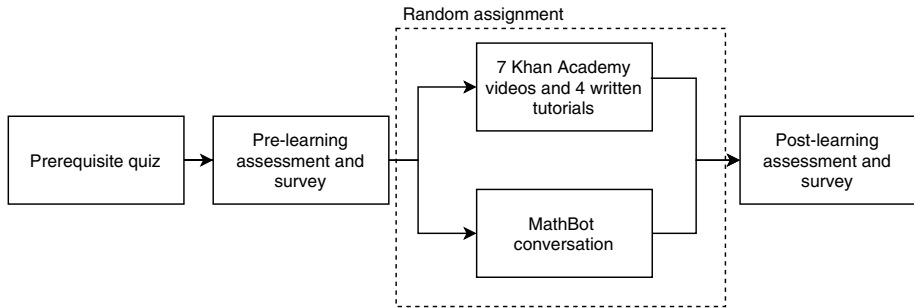 Random assignment
7 Khan Academy
videos and 4 written
tutorials
Prerequisite quiz
Pre-learning
assessment and
survey
Post-learning
assessment and
survey
MathBot
conversation